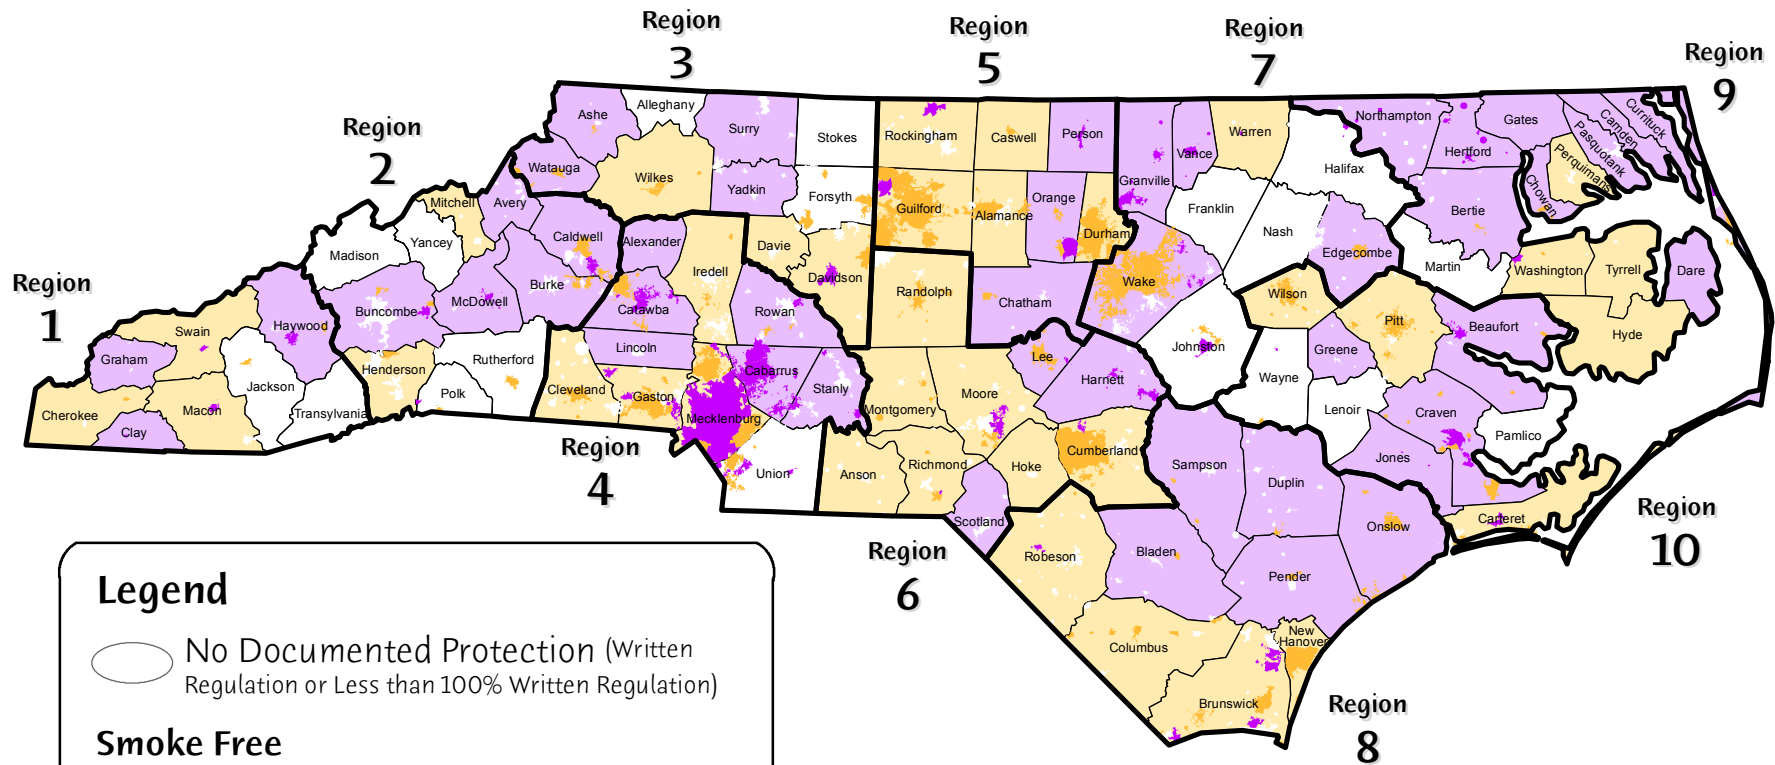 Region
3
Region
5
Region
7
Region
9
Region
2
Region
1
Ashe
Alleghany
Surry
Stokes
Rockingham
Caswell
Person
Granville
Vance
Warren
Northampton
Halifax
Hertford
Gates
Currituck
Camden
Pasquotank
Perquimans
Chowan
Bertie
Watauga
Wilkes
Yadkin
Forsyth
Guilford
Alamance
Orange
Durham
Franklin
Nash
Edgecombe
Martin
Washington
Tyrrell
Dare
Mitchell
Avery
Yancey
Madison
Caldwell
Alexander
Iredell
Davie
Davidson
Randolph
Chatham
Wake
Wilson
Pitt
Beaufort
Hyde
Swain
Haywood
Buncombe
McDowell
Burke
Catawba
Rowan
Lincoln
Cabarrus
Stanly
Montgomery
Moore
Lee
Harnett
Johnston
Greene
Wayne
Lenoir
Craven
Pamlico
Graham
Jackson
Transylvania
Henderson
Polk
Rutherford
Cleveland
Gaston
Mecklenburg
Union
Anson
Richmond
Hoke
Cumberland
Sampson
Duplin
Jones
Carteret
Onslow
Cherokee
Macon
Clay
Scotland
Robeson
Bladen
Pender
Columbus
New
Hanover
Brunswick
Region
4
Region
6
Region
8
Region
10
Legend
No Documented Protection (Written
Regulation or Less than 100% Written Regulation)
Smoke Free